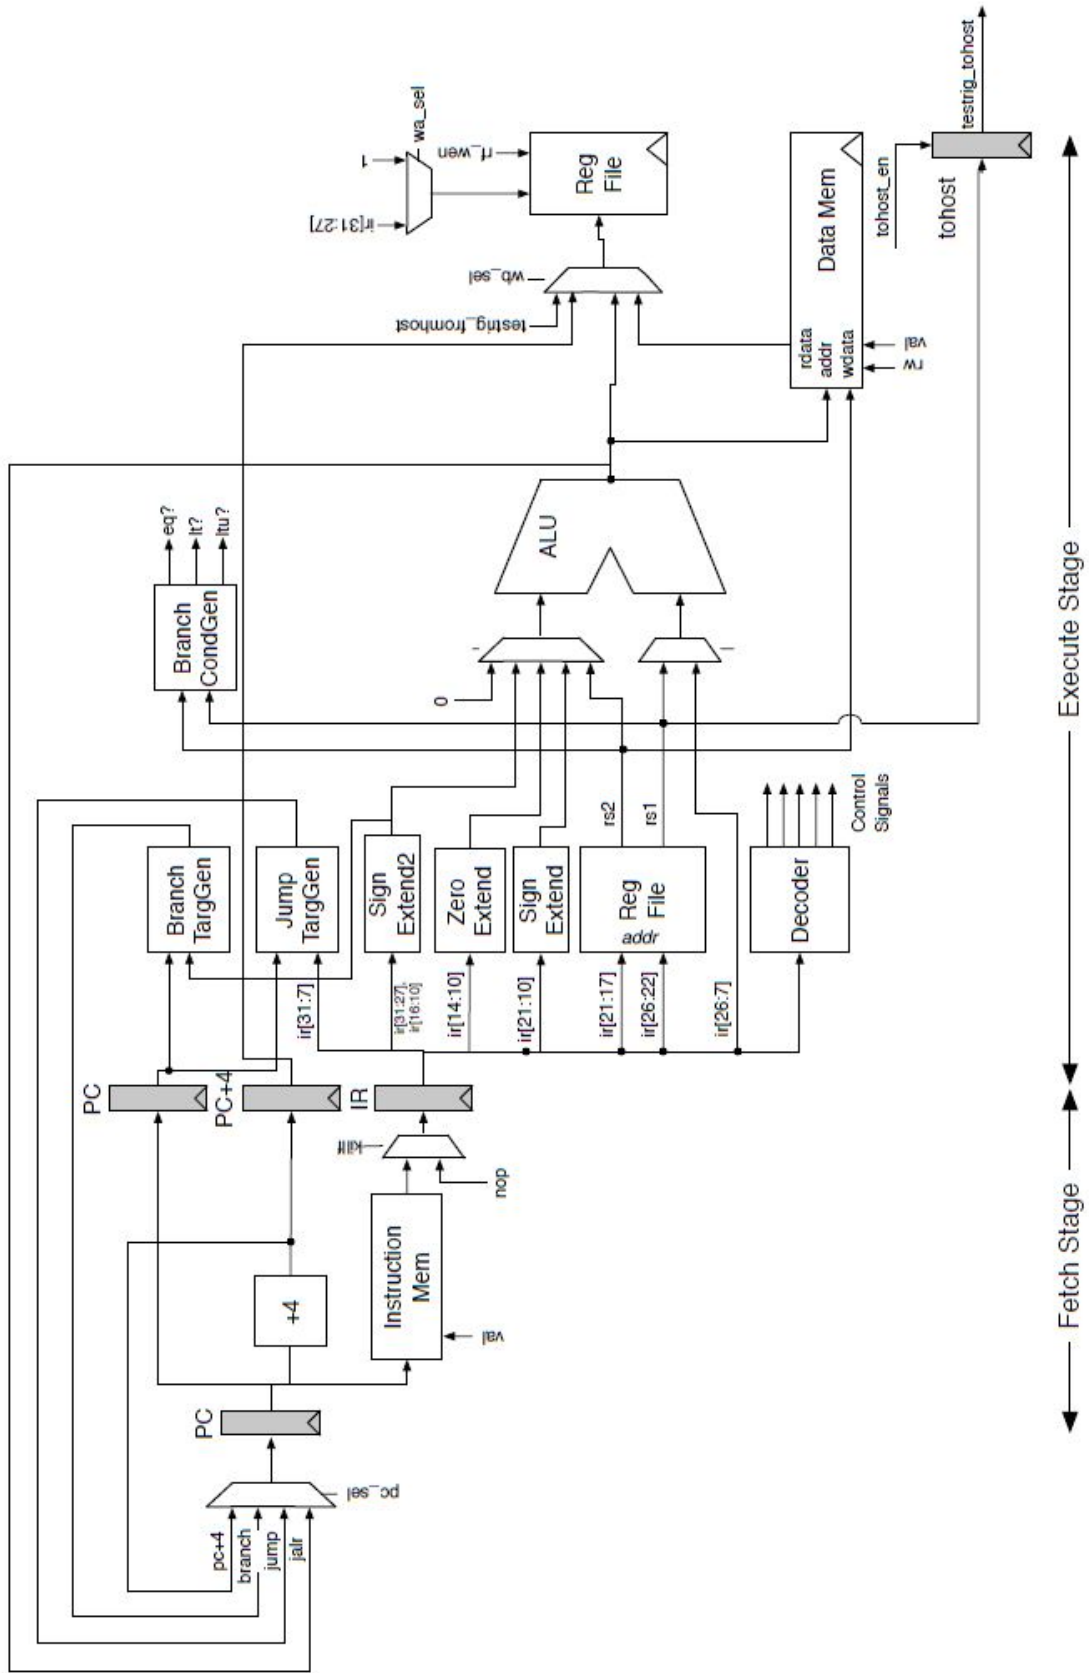 pc+4
branch
jump
jalr
pc_sel
PC
+4
Instruction
Mem
val
killf
nop
PC
PC+4
IR
ir[31:7]
ir[31:27],
ir[16:10]
ir[14:10]
ir[21:10]
ir[21:17]
ir[26:22]
ir[26:7]
Branch
TargGen
Jump
TargGen
Sign
Extend2
Zero
Extend
Sign
Extend
Reg
File
addr
Decoder
rs2
rs1
Control
Signals
0
Branch
CondGen
eq?
lt?
ltu?
ALU
testrig_fromhost
wb_sel
ir[31:27]
1
wa_sel
rf_wen
Reg
File
rdata
addr
wdata
Data Mem
rw
val
tohost_en
tohost
testrig_tohost
Fetch Stage
Execute Stage